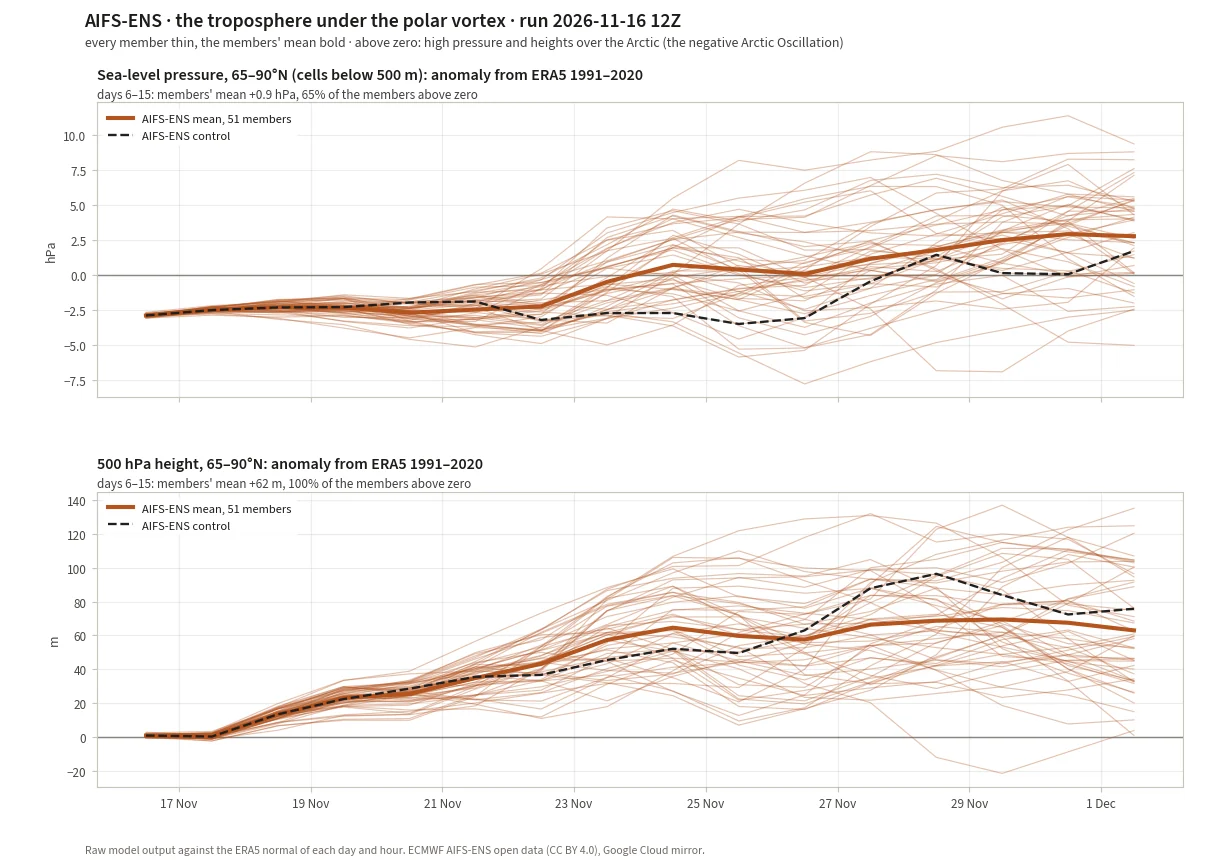 AIFS-ENS · the troposphere under the polar vortex · run 2026-11-16 12Z
every member thin, the members' mean bold · above zero: high pressure and heights over the Arctic (the negative Arctic Oscillation)
Sea-level pressure, 65–90°N (cells below 500 m): anomaly from ERA5 1991–2020
days 6–15: members' mean +0.9 hPa, 65% of the members above zero
AIFS-ENS mean, 51 members
AIFS-ENS control
hPa
10.0
7.5
5.0
2.5
0.0
−2.5
−5.0
−7.5
500 hPa height, 65–90°N: anomaly from ERA5 1991–2020
days 6–15: members' mean +62 m, 100% of the members above zero
AIFS-ENS mean, 51 members
AIFS-ENS control
m
140
120
100
80
60
40
20
0
−20
17 Nov
19 Nov
21 Nov
23 Nov
25 Nov
27 Nov
29 Nov
1 Dec
Raw model output against the ERA5 normal of each day and hour. ECMWF AIFS-ENS open data (CC BY 4.0), Google Cloud mirror.